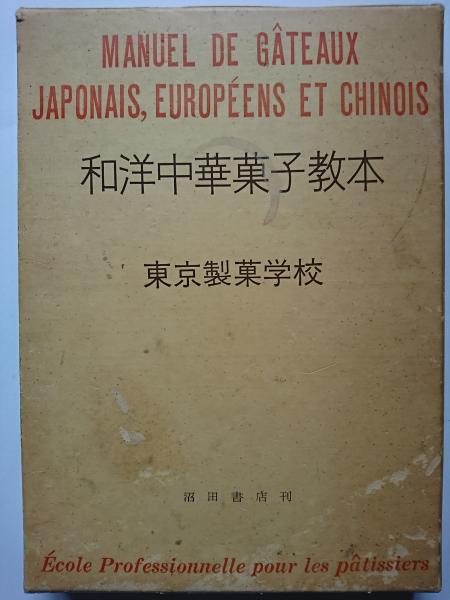 MANUEL DE GÂTEAUX
JAPONAIS, EUROPÉENS ET CHINOIS
和洋中華菓子教本
東京製菓学校
沼田書店刊
École Professionnelle pour les pâtissiers